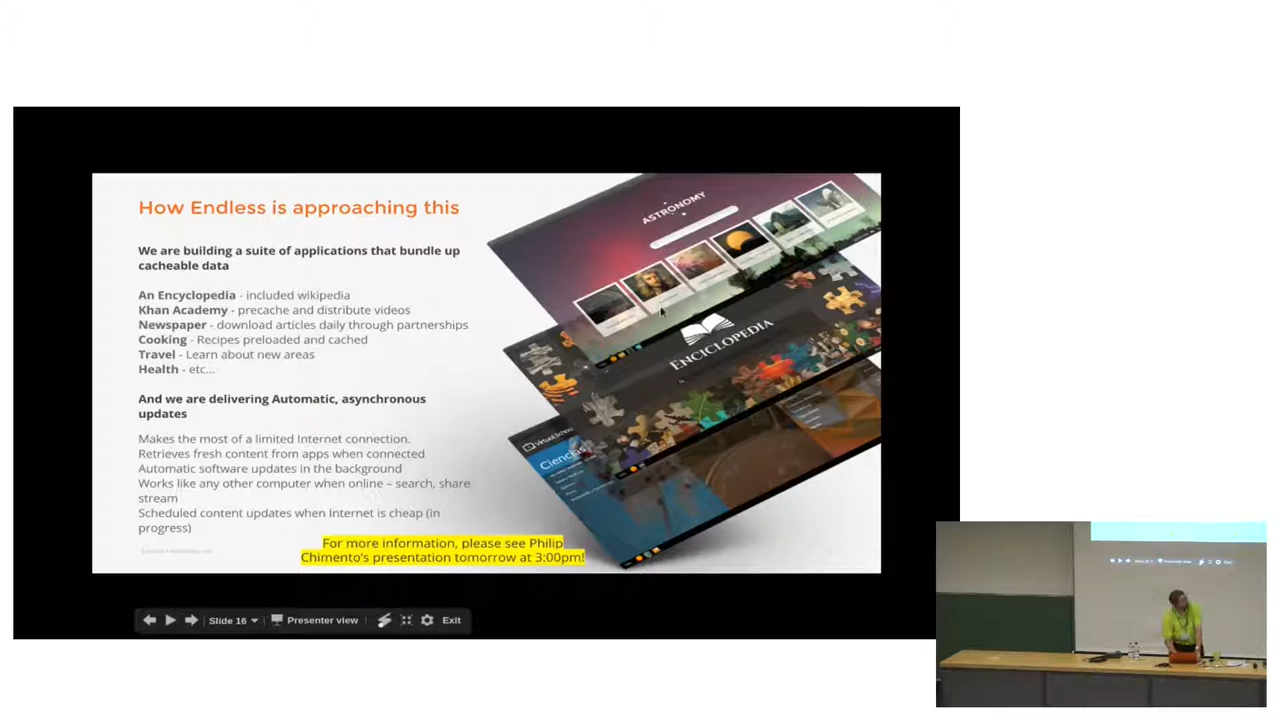 How Endless is approaching this
We are building a suite of applications that bundle up
cacheable data
An Encyclopedia - included wikipedia
Khan Academy - precache and distribute videos
Newspaper - download articles daily through partnerships
Cooking - Recipes preloaded and cached
Travel - Learn about new areas
Health - etc...
And we are delivering Automatic, asynchronous
updates
Makes the most of a limited Internet connection.
Retrieves fresh content from apps when connected
Automatic software updates in the background
Works like any other computer when online – search, share
stream
Scheduled content updates when Internet is cheap (in
progress)
For more information, please see Philip
Chimento's presentation tomorrow at 3:00pm!
ASTRONOMY
ENCICLOPEDIA
Virtual School
Ciencias
Slide 16
Presenter view
Exit